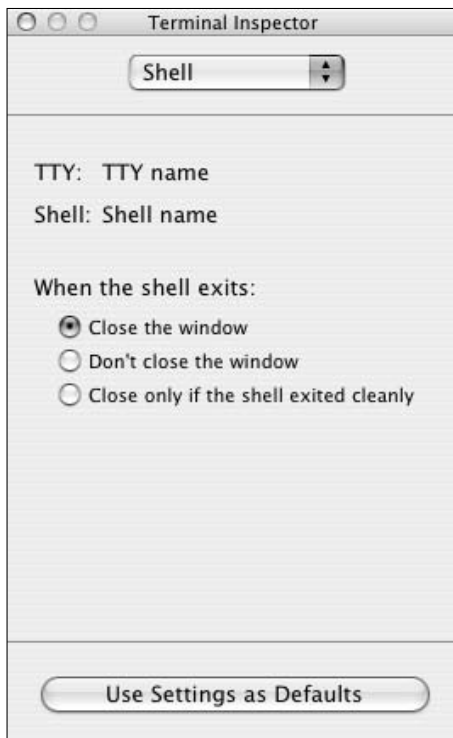 Terminal Inspector
Shell
TTY: TTY name
Shell: Shell name
When the shell exits:
Close the window
Don't close the window
Close only if the shell exited cleanly
Use Settings as Defaults